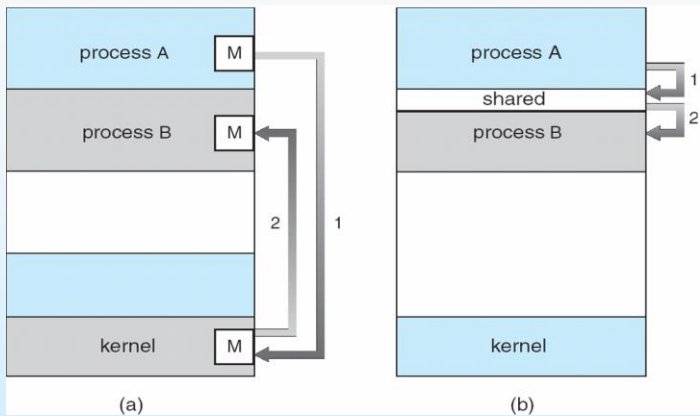 process A
M
process B
M
2
1
kernel
M
(a)
process A
1
shared
2
process B
kernel
(b)